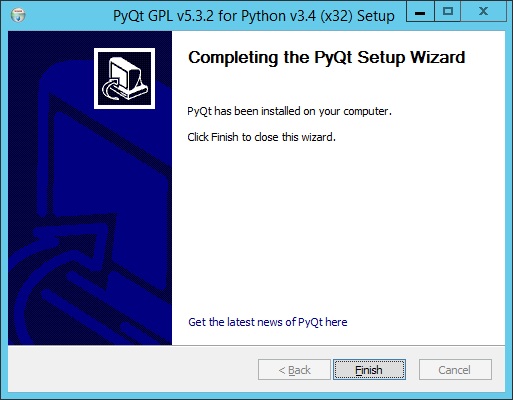 PyQt GPL v5.3.2 for Python v3.4 (x32) Setup
Completing the PyQt Setup Wizard
PyQt has been installed on your computer.
Click Finish to close this wizard.
Get the latest news of PyQt here
< Back
Finish
Cancel